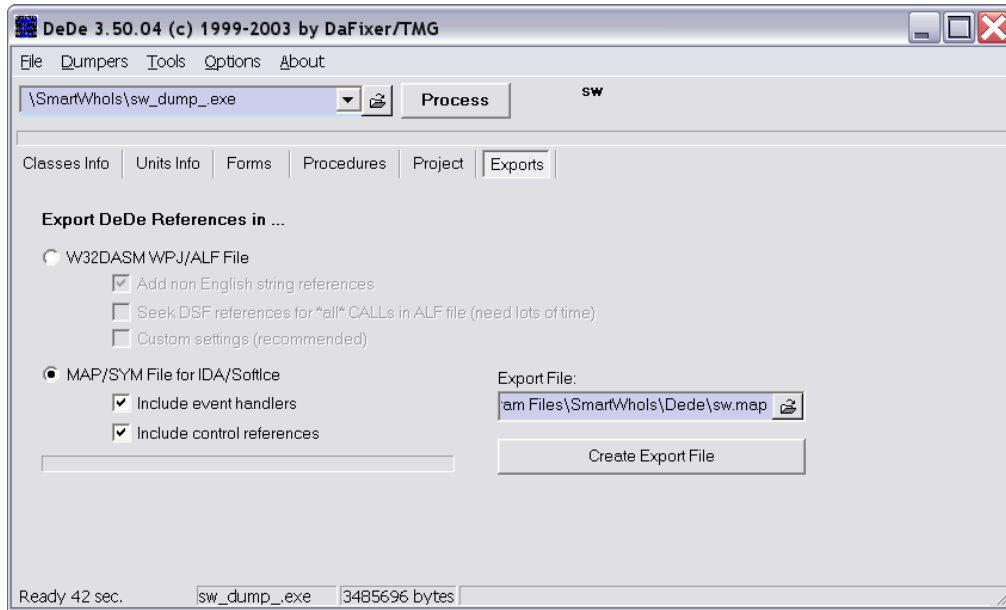 DeDe 3.50.04 (c) 1999-2003 by DaFixer/TMG
File Dumpers Tools Options About
\SmartWhoIs\sw_dump_.exe Process sw
Classes Info Units Info Forms Procedures Project Exports
Export DeDe References in ...
W32DASM WPJ/ALF File
Add non English string references
Seek DSF references for *all* CALLs in ALF file (need lots of time)
Custom settings (recommended)
MAP/SYM File for IDA/SoftIce
Export File:
Include event handlers
am Files\SmartWhoIs\Dede\sw.map
Include control references
Create Export File
Ready 42 sec. sw_dump_.exe 3485696 bytes